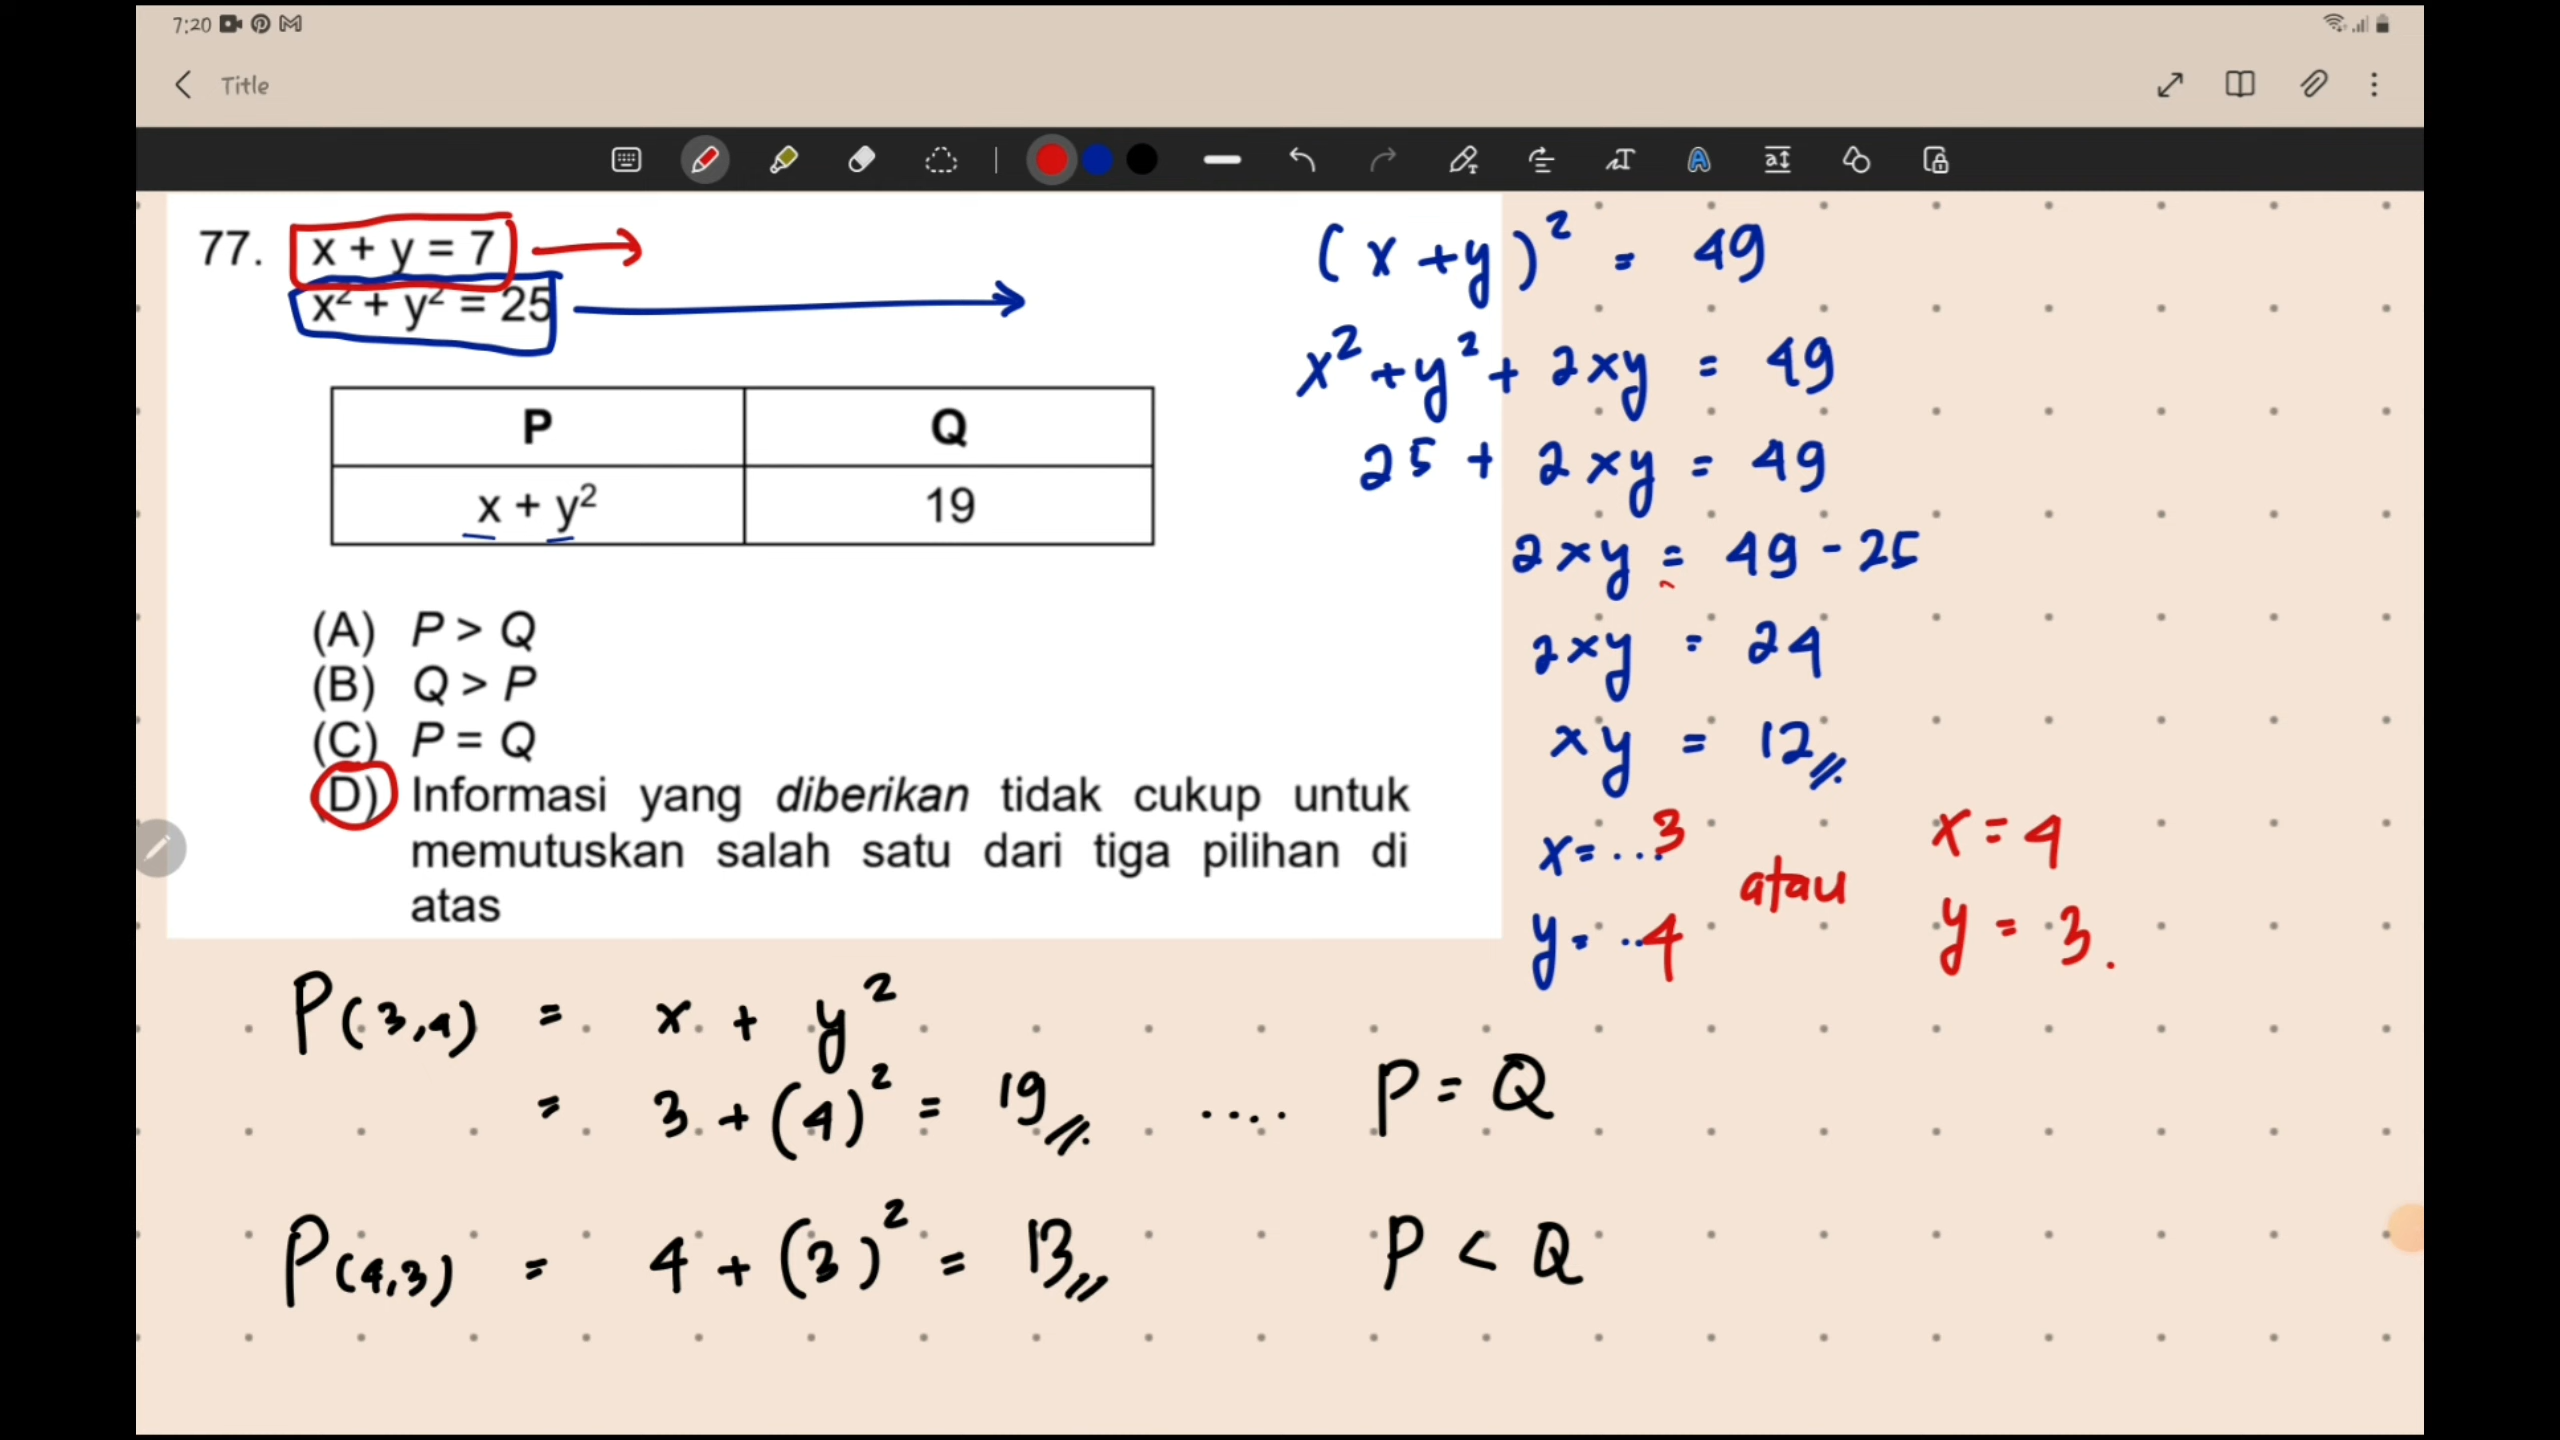 7:20
Title
77. x + y = 7
x² + y² = 25
P Q
x + y² 19
(A) P > Q
(B) Q > P
(C) P = Q
(D) Informasi yang diberikan tidak cukup untuk
memutuskan salah satu dari tiga pilihan di
atas
(x + y)² = 49
x² + y² + 2xy = 49
25 + 2xy = 49
2xy = 49 - 25
2xy = 24
xy = 12
x = ... 3
y = ... 4
atau
x = 4
y = 3.
P(3,4) = x + y²
= 3 + (4)² = 19 .... P = Q
P(4,3) = 4 + (3)² = 13 P < Q